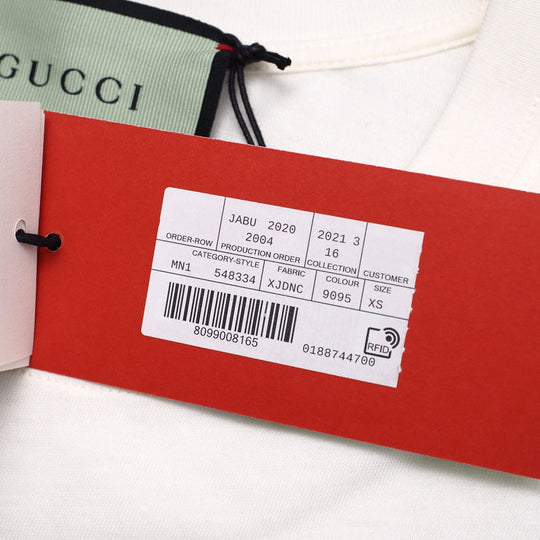 GUCCI
JABU 2020 2021 3
2004 16
ORDER-ROW PRODUCTION ORDER COLLECTION CUSTOMER
CATEGORY-STYLE FABRIC COLOUR SIZE
MN1 548334 XJDNC 9095 XS
8099008165
0188744700
RFID